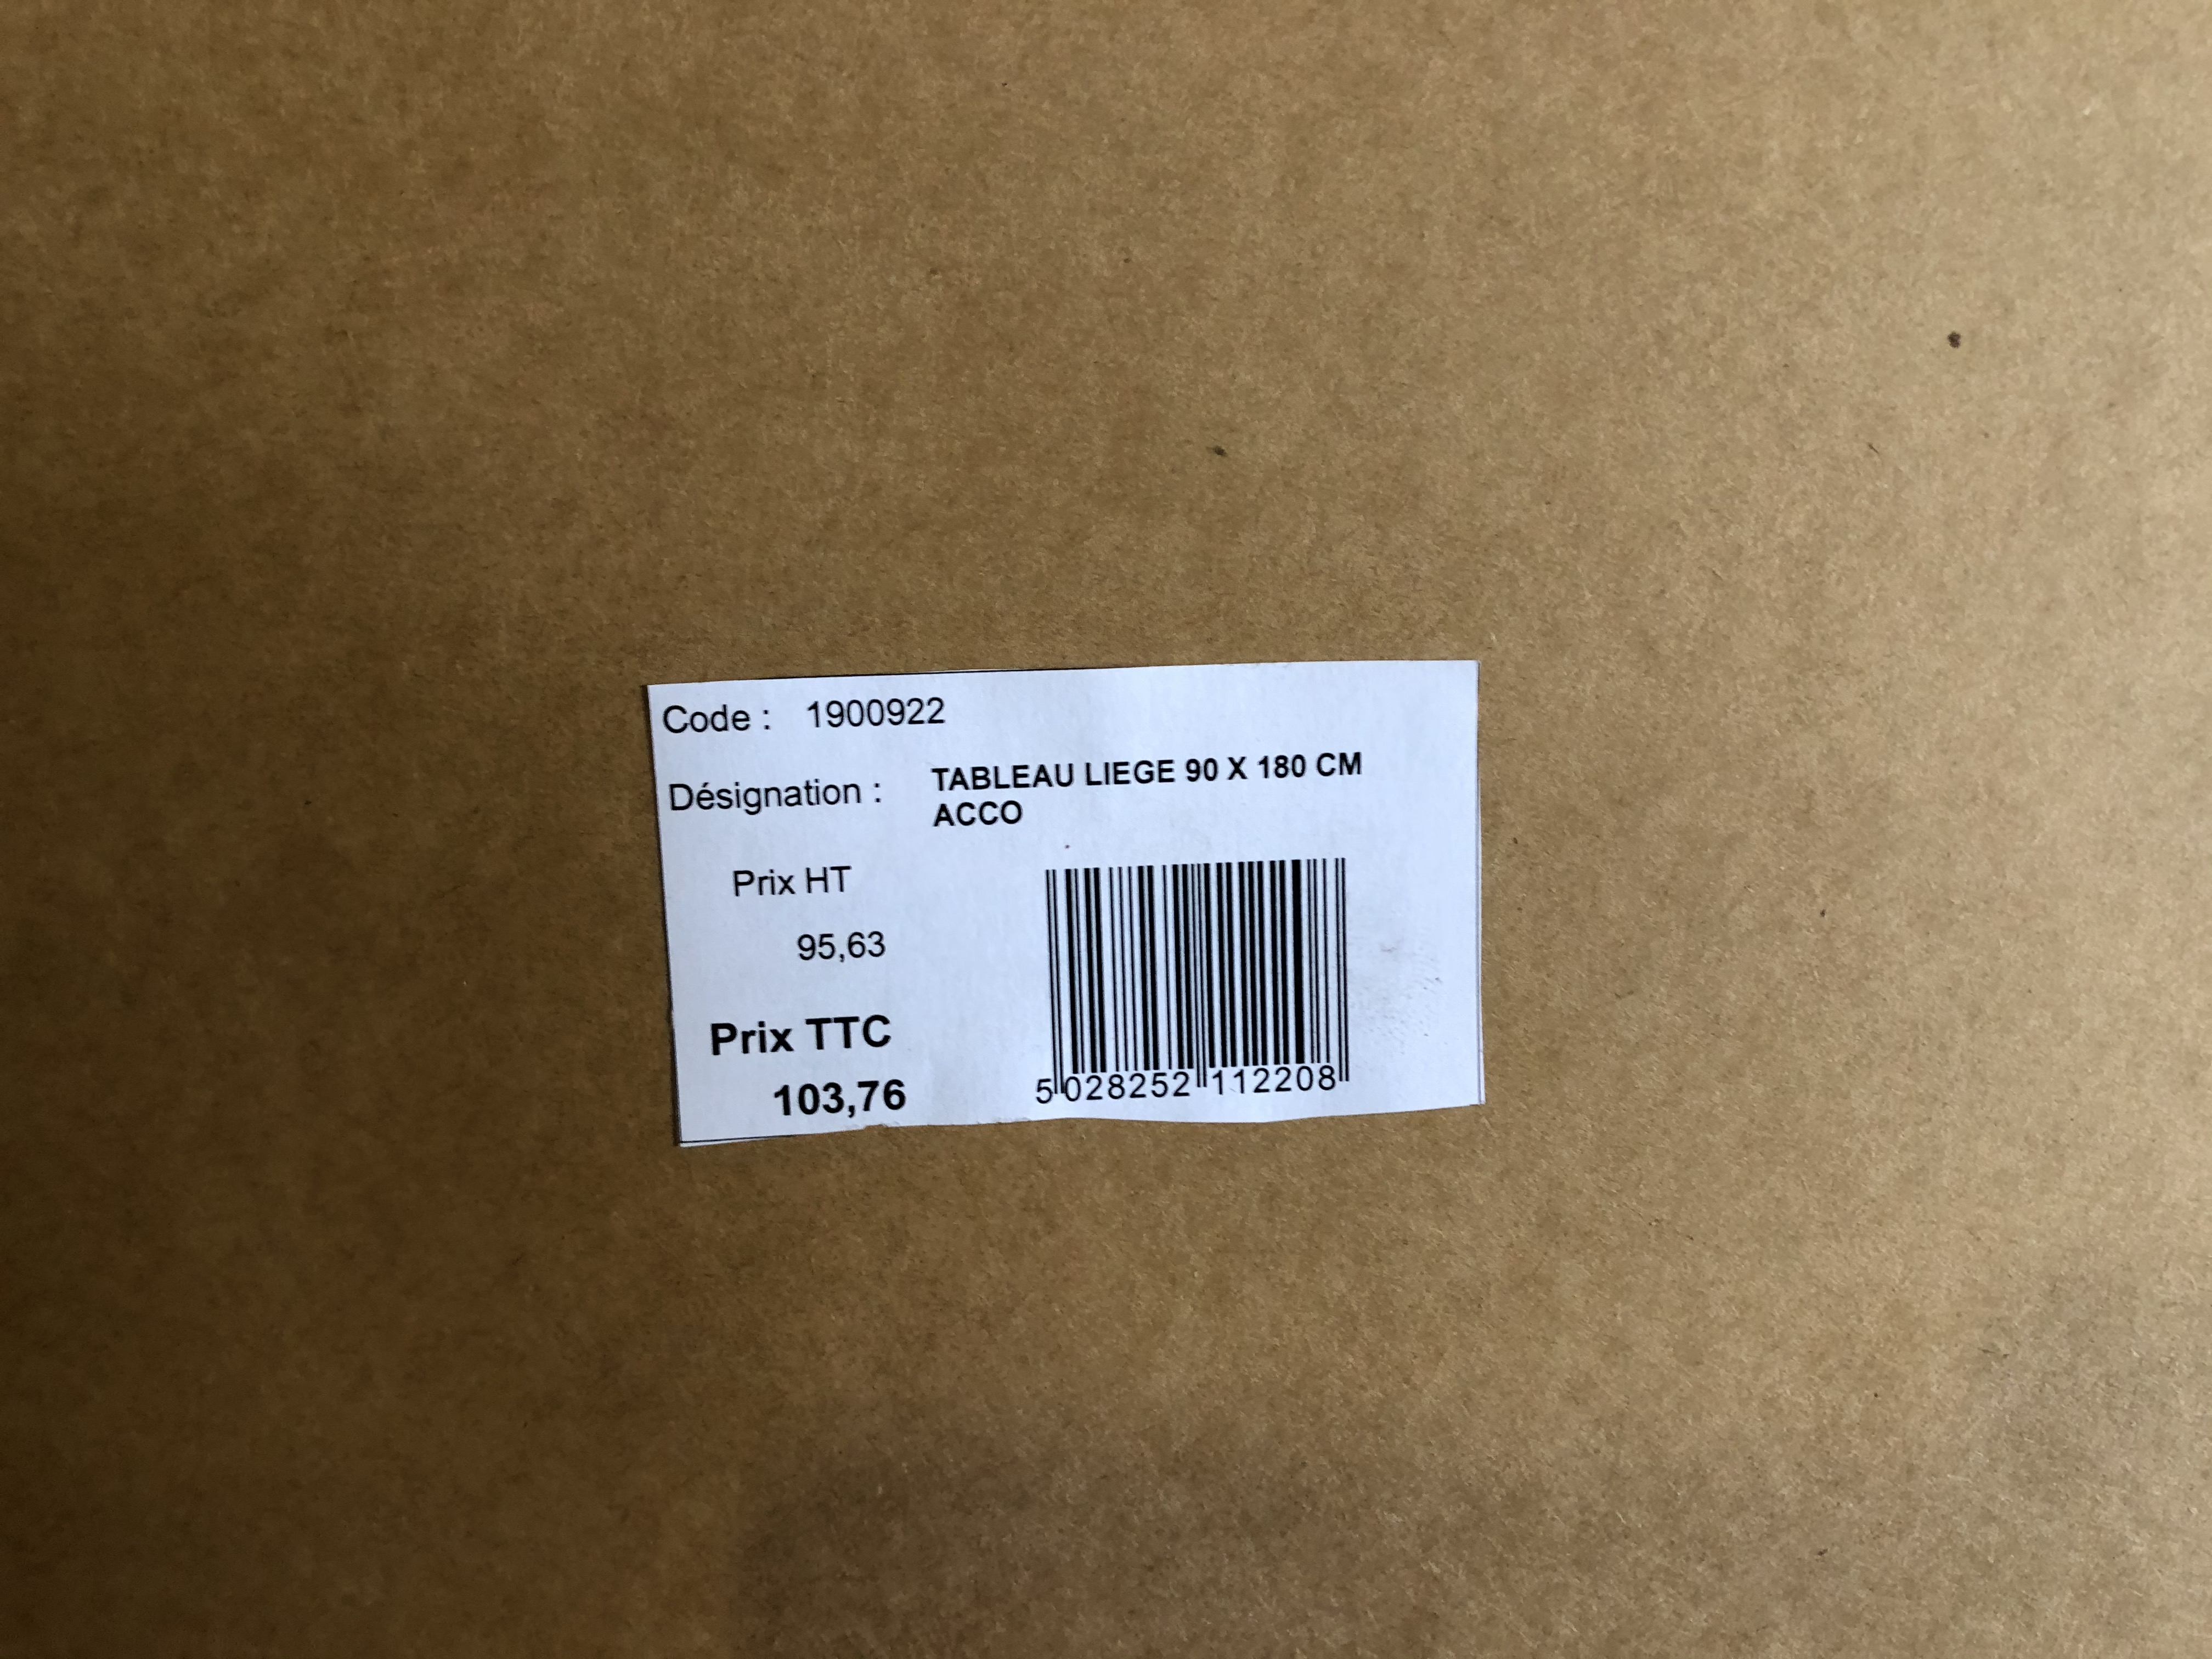 Code : 1900922
Désignation : TABLEAU LIEGE 90 X 180 CM
ACCO
Prix HT
95,63
Prix TTC
103,76
5 028252 112208